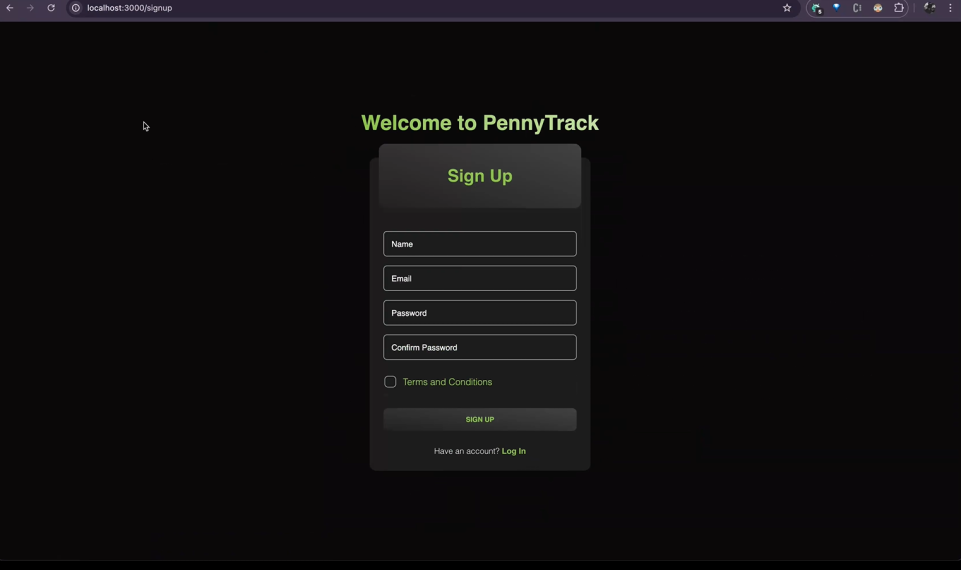 localhost:3000/signup
Welcome to PennyTrack
Sign Up
Name
Email
Password
Confirm Password
Terms and Conditions
SIGN UP
Have an account? Log In